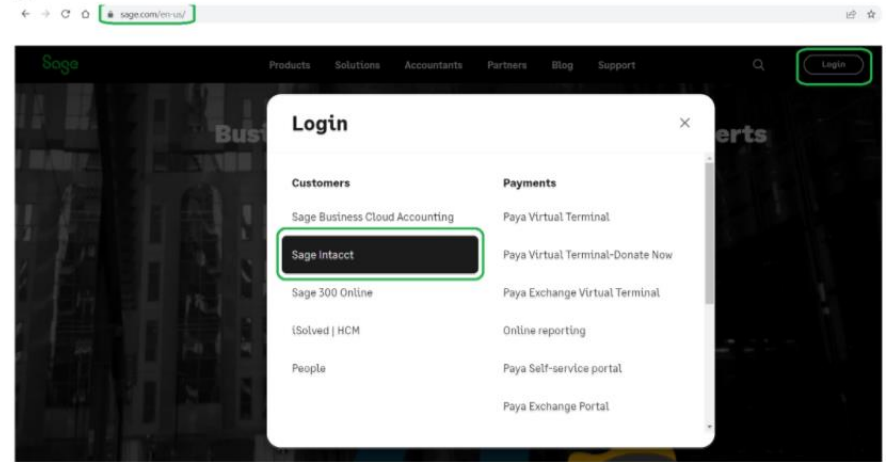 sage.com/en-us/
Sage
Products Solutions Accountants Partners Blog Support
Login
Busi
erts
Login
Customers
Sage Business Cloud Accounting
Sage Intacct
Sage 300 Online
iSolved | HCM
People
Payments
Paya Virtual Terminal
Paya Virtual Terminal-Donate Now
Paya Exchange Virtual Terminal
Online reporting
Paya Self-service portal
Paya Exchange Portal